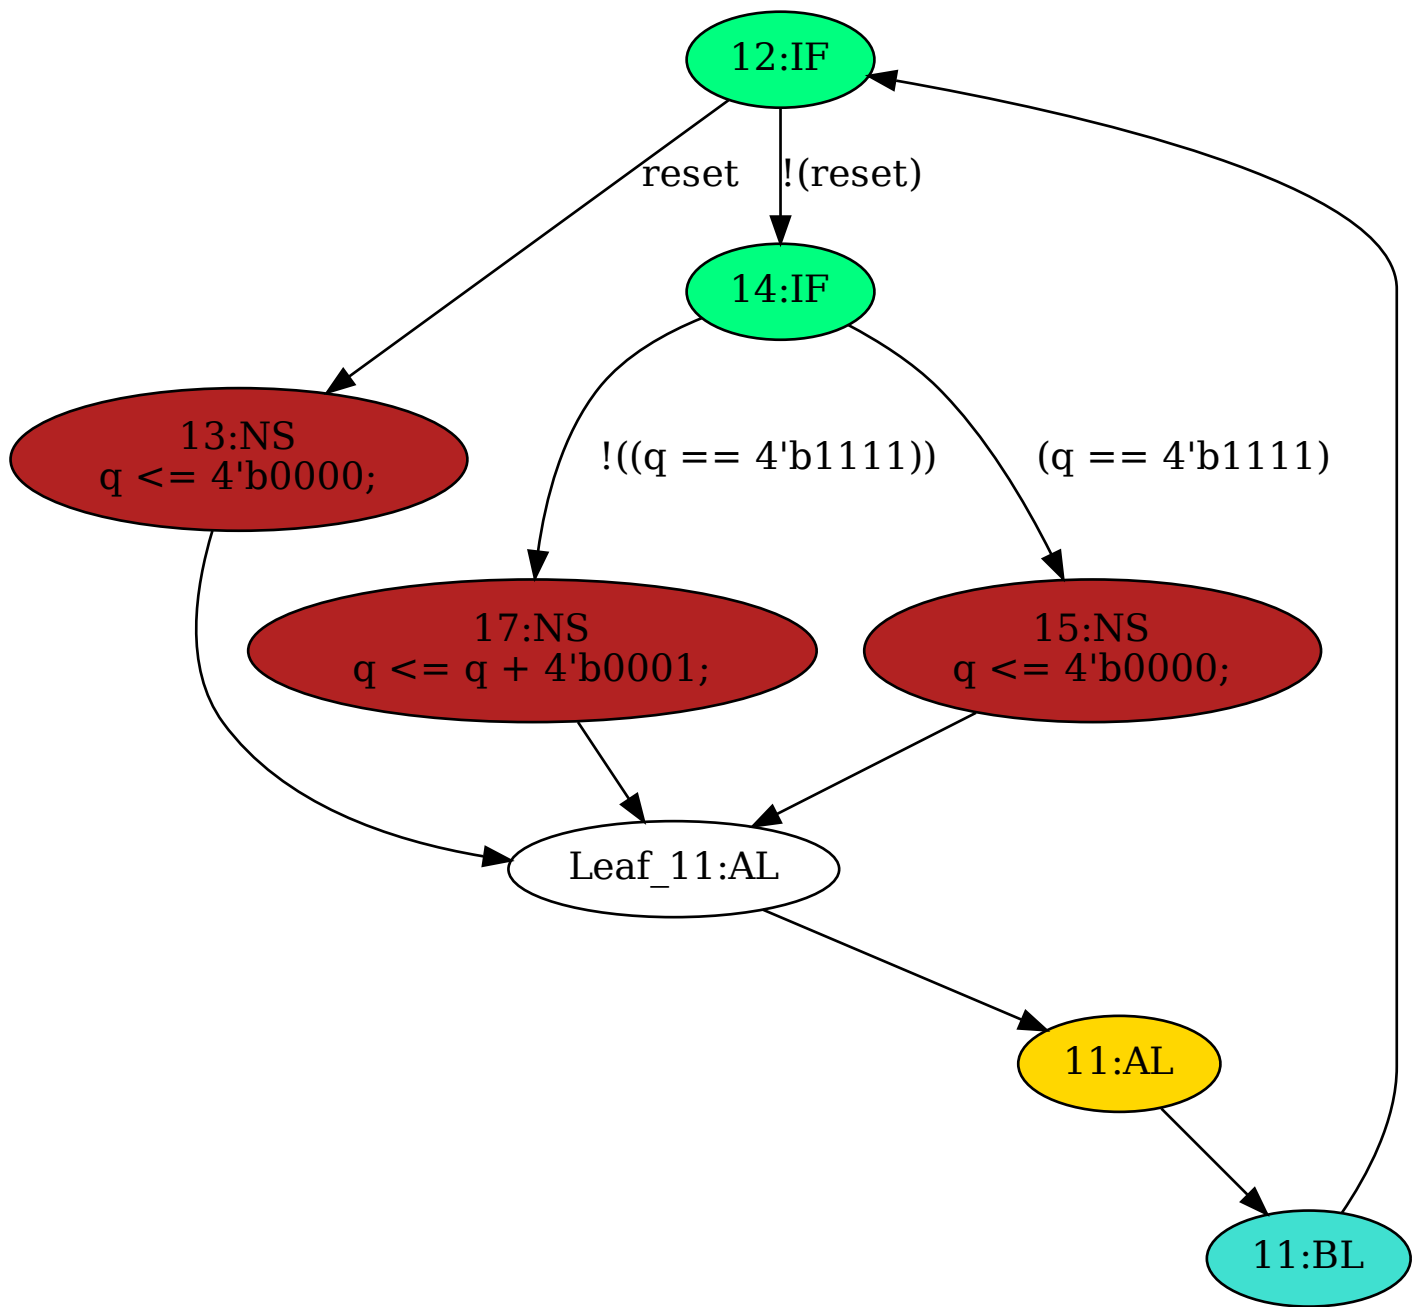 12:IF
reset
!(reset)
14:IF
13:NS
q <= 4'b0000;
!((q == 4'b1111))
(q == 4'b1111)
17:NS
q <= q + 4'b0001;
15:NS
q <= 4'b0000;
Leaf_11:AL
11:AL
11:BL